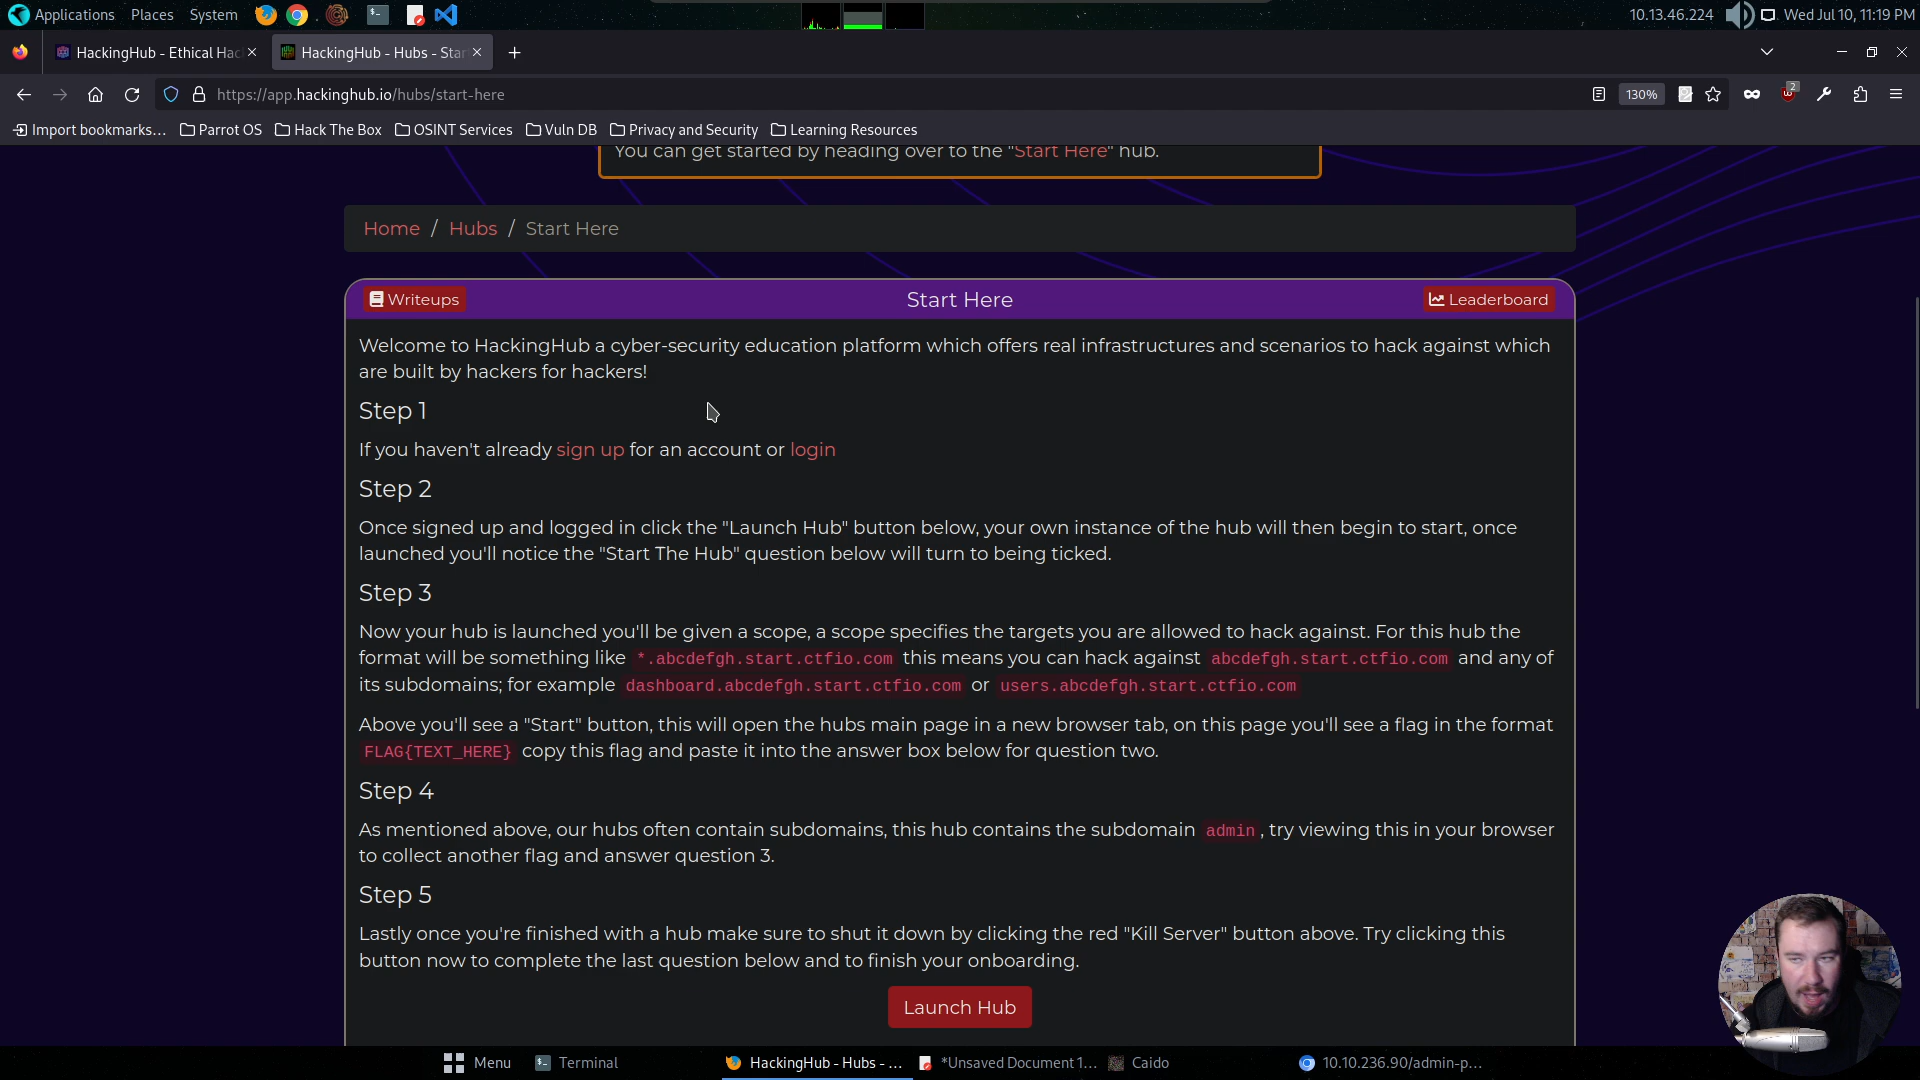 Applications Places System 10.13.46.224 Wed Jul 10, 11:19 PM
HackingHub - Ethical Hac HackingHub - Hubs - Star
https://app.hackinghub.io/hubs/start-here 130% 2
Import bookmarks... Parrot OS Hack The Box OSINT Services Vuln DB Privacy and Security Learning Resources
You can get started by heading over to the "Start Here" hub.
Home / Hubs / Start Here
Writeups Start Here Leaderboard
Welcome to HackingHub a cyber-security education platform which offers real infrastructures and scenarios to hack against which
are built by hackers for hackers!
Step 1
If you haven't already sign up for an account or login
Step 2
Once signed up and logged in click the "Launch Hub" button below, your own instance of the hub will then begin to start, once
launched you'll notice the "Start The Hub" question below will turn to being ticked.
Step 3
Now your hub is launched you'll be given a scope, a scope specifies the targets you are allowed to hack against. For this hub the
format will be something like *.abcdefgh.start.ctfio.com this means you can hack against abcdefgh.start.ctfio.com and any of
its subdomains; for example dashboard.abcdefgh.start.ctfio.com or users.abcdefgh.start.ctfio.com
Above you'll see a "Start" button, this will open the hubs main page in a new browser tab, on this page you'll see a flag in the format
FLAG{TEXT_HERE} copy this flag and paste it into the answer box below for question two.
Step 4
As mentioned above, our hubs often contain subdomains, this hub contains the subdomain admin, try viewing this in your browser
to collect another flag and answer question 3.
Step 5
Lastly once you're finished with a hub make sure to shut it down by clicking the red "Kill Server" button above. Try clicking this
button now to complete the last question below and to finish your onboarding.
Launch Hub
Menu Terminal HackingHub - Hubs - ... *Unsaved Document 1... Caido 10.10.236.90/admin-p...